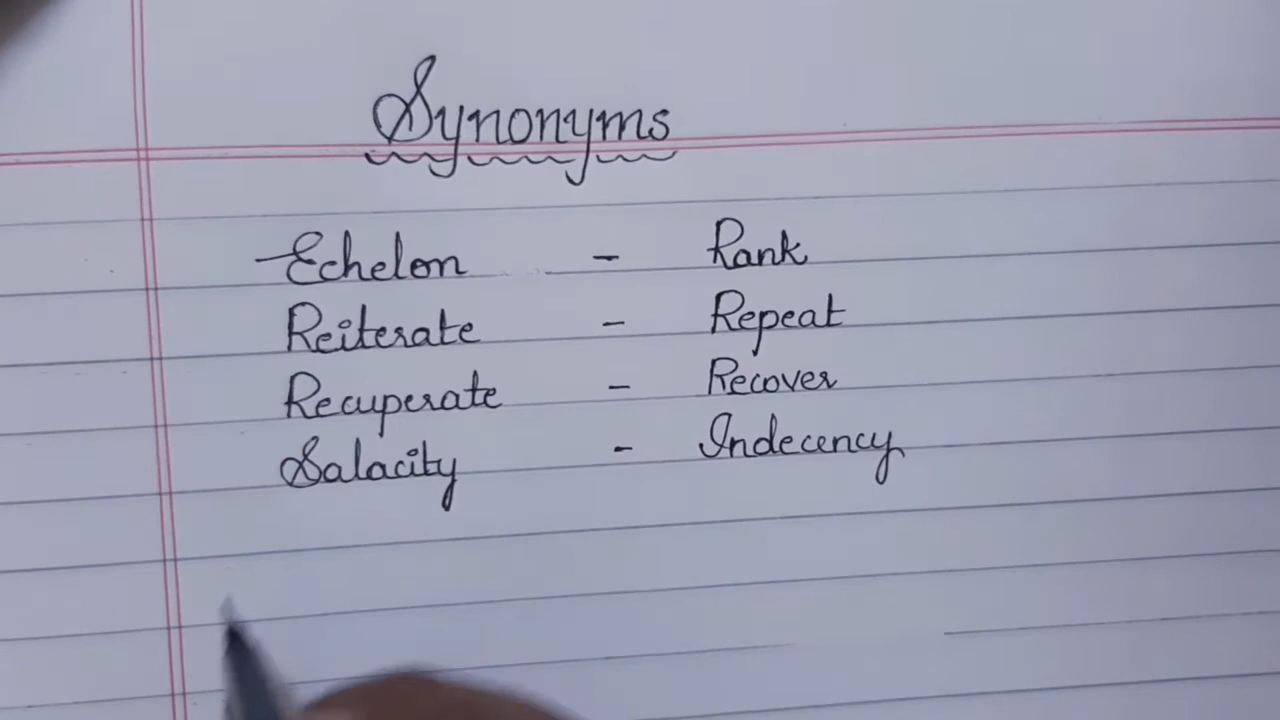 Synonyms
Echelon - Rank
Reiterate - Repeat
Recuperate - Recover
Salacity - Indecency